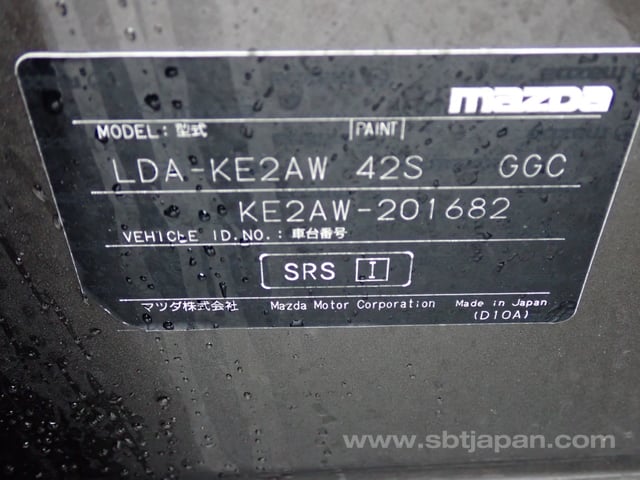 mazda
MODEL: 型式 PAINT
LDA-KE2AW 42S GGC
KE2AW-201682
VEHICLE ID.NO.: 車台番号
SRS I
マツダ株式会社 Mazda Motor Corporation Made in Japan
(D10A)
www.sbtjapan.com